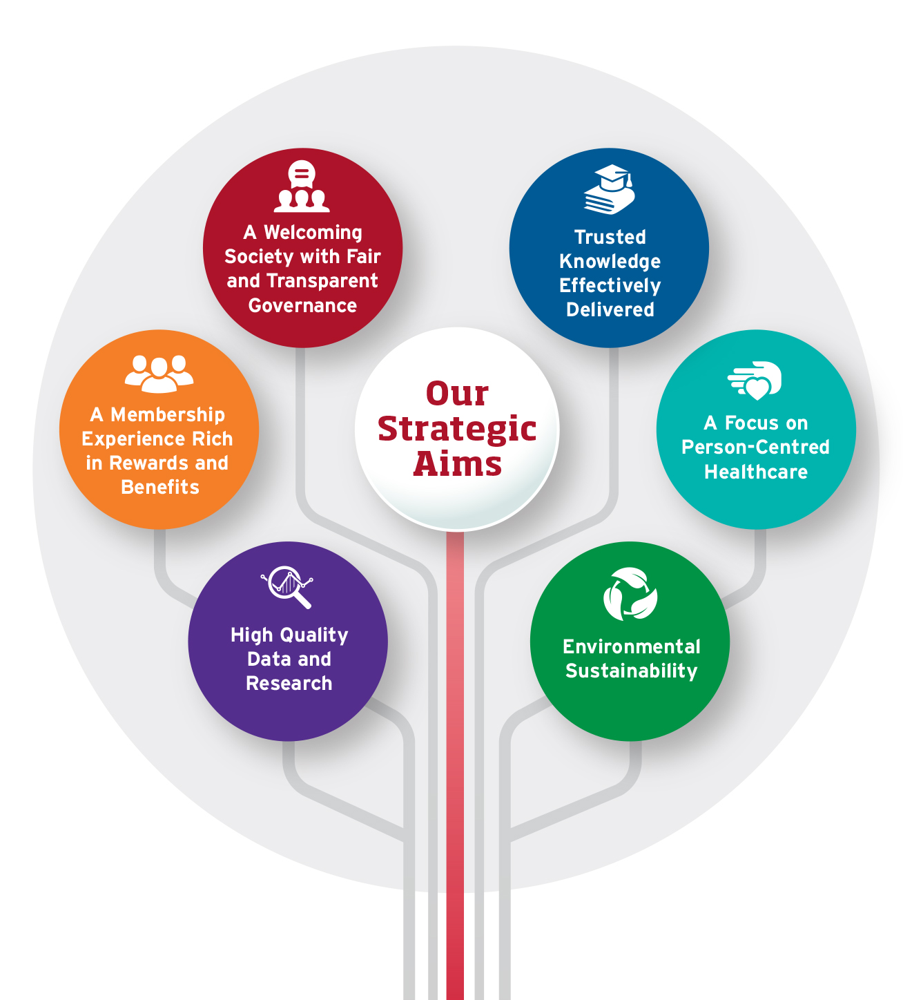 A Welcoming
Society with Fair
and Transparent
Governance
Trusted
Knowledge
Effectively
Delivered
A Membership
Experience Rich
in Rewards and
Benefits
Our
Strategic
Aims
A Focus on
Person-Centred
Healthcare
High Quality
Data and
Research
Environmental
Sustainability